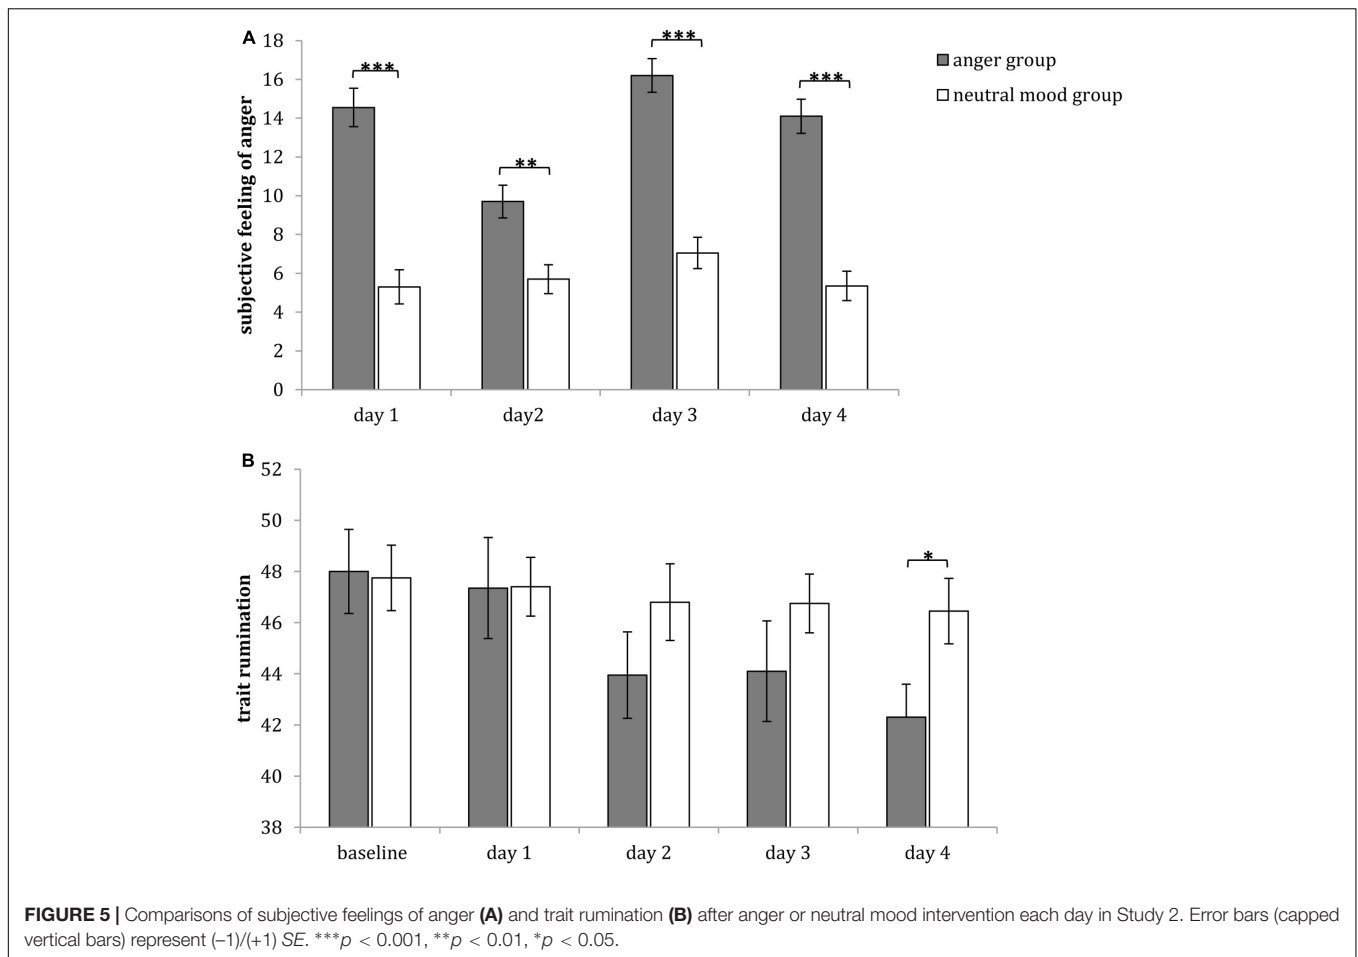 A
18
16
14
12
10
8
6
4
2
0
subjective feeling of anger
***
**
***
***
anger group
neutral mood group
day 1 day2 day 3 day 4
B
52
50
48
46
44
42
40
38
trait rumination
*
baseline day 1 day 2 day 3 day 4
FIGURE 5 | Comparisons of subjective feelings of anger (A) and trait rumination (B) after anger or neutral mood intervention each day in Study 2. Error bars (capped
vertical bars) represent (–1)/(+1) SE. ***p < 0.001, **p < 0.01, *p < 0.05.